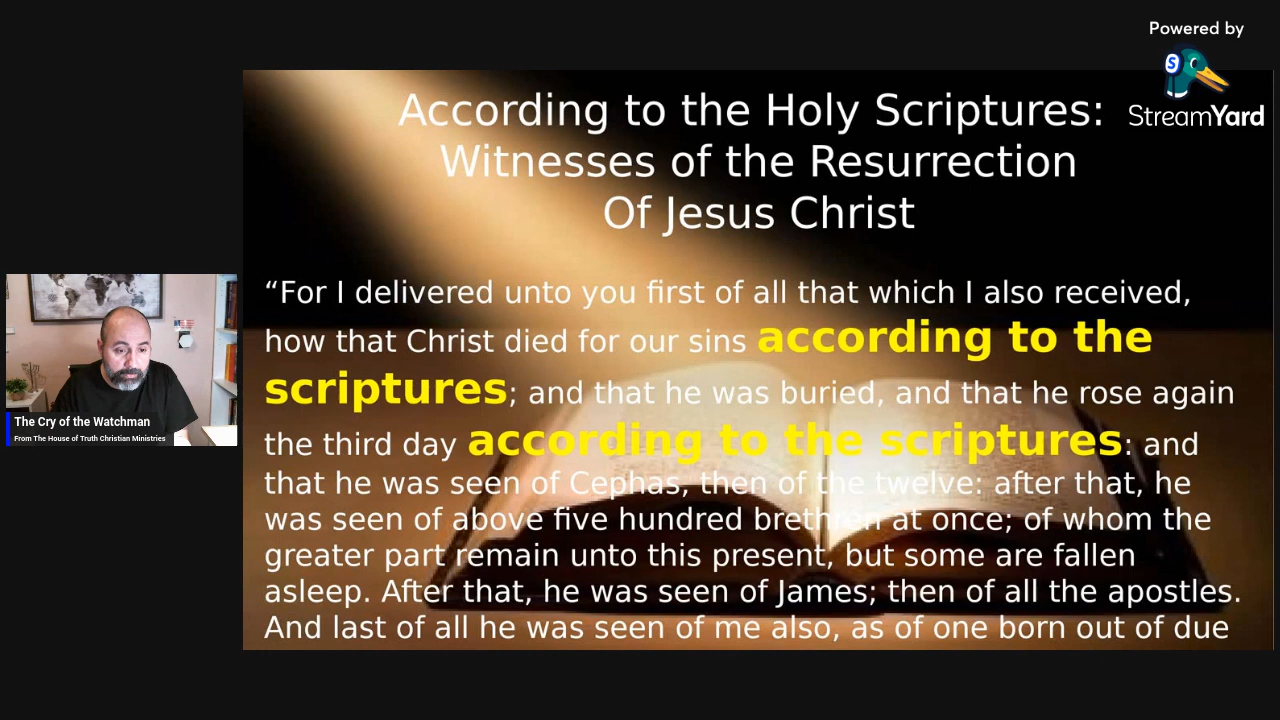 Powered by
S
StreamYard
According to the Holy Scriptures:
Witnesses of the Resurrection
Of Jesus Christ
“For I delivered unto you first of all that which I also received,
how that Christ died for our sins according to the
scriptures; and that he was buried, and that he rose again
the third day according to the scriptures: and
that he was seen of Cephas, then of the twelve: after that, he
was seen of above five hundred brethren at once; of whom the
greater part remain unto this present, but some are fallen
asleep. After that, he was seen of James; then of all the apostles.
And last of all he was seen of me also, as of one born out of due
The Cry of the Watchman
From The House of Truth Christian Ministries